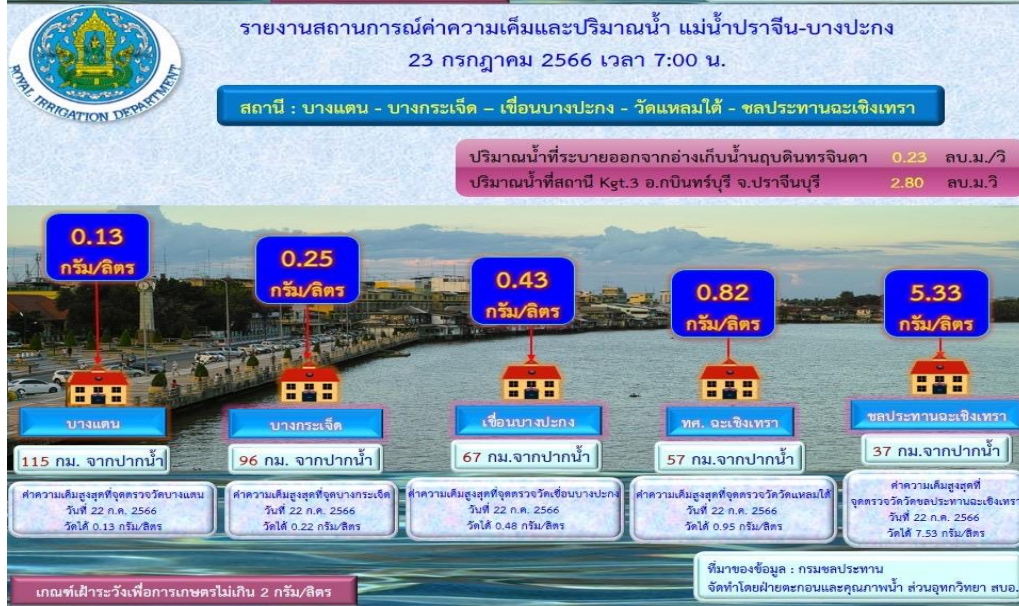 รายงานสถานการณ์ค่าความเค็มและปริมาณน้ำ แม่น้ำปราจีน-บางปะกง
23 กรกฎาคม 2566 เวลา 7:00 น.
ROYAL IRRIGATION DEPARTMENT
สถานี : บางแตน - บางกระเจ็ด – เขื่อนบางปะกง - วัดแหลมใต้ - ชลประทานฉะเชิงเทรา
ปริมาณน้ำที่ระบายออกจากอ่างเก็บน้ำนฤบดินทรจินดา 0.23 ลบ.ม./วิ
ปริมาณน้ำที่สถานี Kgt.3 อ.กบินทร์บุรี จ.ปราจีนบุรี 2.80 ลบ.ม.วิ
0.13
กรัม/ลิตร
0.25
กรัม/ลิตร
0.43
กรัม/ลิตร
0.82
กรัม/ลิตร
5.33
กรัม/ลิตร
บางแตน
บางกระเจ็ด
เขื่อนบางปะกง
ทศ. ฉะเชิงเทรา
ชลประทานฉะเชิงเทรา
115 กม. จากปากน้ำ
96 กม. จากปากน้ำ
67 กม.จากปากน้ำ
57 กม.จากปากน้ำ
37 กม.จากปากน้ำ
ค่าความเค็มสูงสุดที่จุดตรวจวัดบางแตน
วันที่ 22 ก.ค. 2566
วัดได้ 0.13 กรัม/ลิตร
ค่าความเค็มสูงสุดที่จุดบางกระเจ็ด
วันที่ 22 ก.ค. 2566
วัดได้ 0.22 กรัม/ลิตร
ค่าความเค็มสูงสุดที่จุดตรวจวัดเขื่อนบางปะกง
วันที่ 22 ก.ค. 2566
วัดได้ 0.48 กรัม/ลิตร
ค่าความเค็มสูงสุดที่จุดตรวจวัดวัดแหลมใต้
วันที่ 22 ก.ค. 2566
วัดได้ 0.95 กรัม/ลิตร
ค่าความเค็มสูงสุดที่
จุดตรวจวัดวัดชลประทานฉะเชิงเทรา
วันที่ 22 ก.ค. 2566
วัดได้ 7.53 กรัม/ลิตร
เกณฑ์เฝ้าระวังเพื่อการเกษตรไม่เกิน 2 กรัม/ลิตร
ที่มาของข้อมูล : กรมชลประทาน
จัดทำโดยฝ่ายตะกอนและคุณภาพน้ำ ส่วนอุทกวิทยา สบอ.